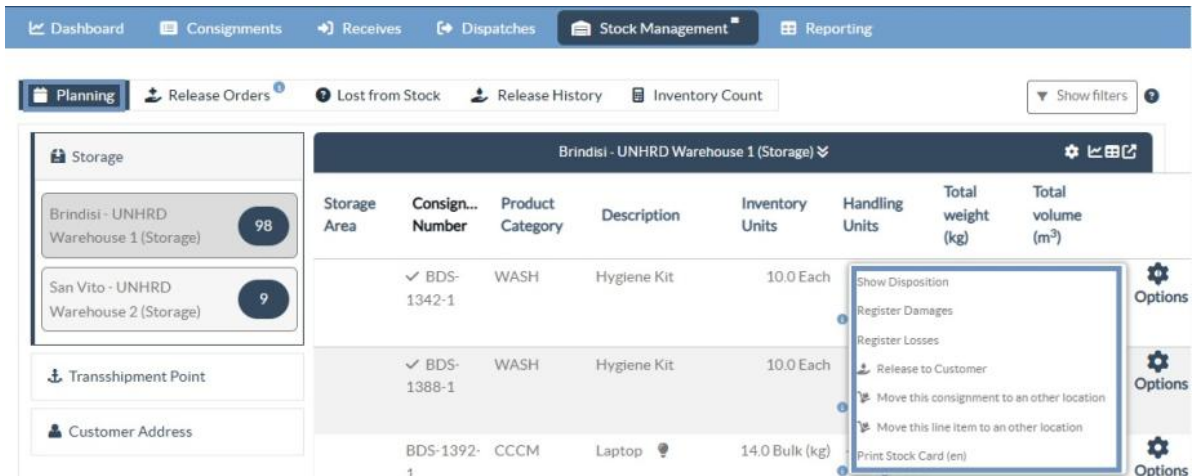 Dashboard Consignments Receives Dispatches Stock Management Reporting
Planning Release Orders Lost from Stock Release History Inventory Count Show filters
Storage
Brindisi - UNHRD
Warehouse 1 (Storage)
98
San Vito - UNHRD
Warehouse 2 (Storage)
9
Transshipment Point
Customer Address
Brindisi - UNHRD Warehouse 1 (Storage)
Storage Area
Consign... Number
Product Category
Description
Inventory Units
Handling Units
Total weight (kg)
Total volume (m³)
BDS-1342-1 WASH Hygiene Kit 10.0 Each
Options
BDS-1388-1 WASH Hygiene Kit 10.0 Each
Options
BDS-1392-1 CCCM Laptop 14.0 Bulk (kg)
Options
Show Disposition
Register Damages
Register Losses
Release to Customer
Move this consignment to an other location
Move this line item to an other location
Print Stock Card (en)